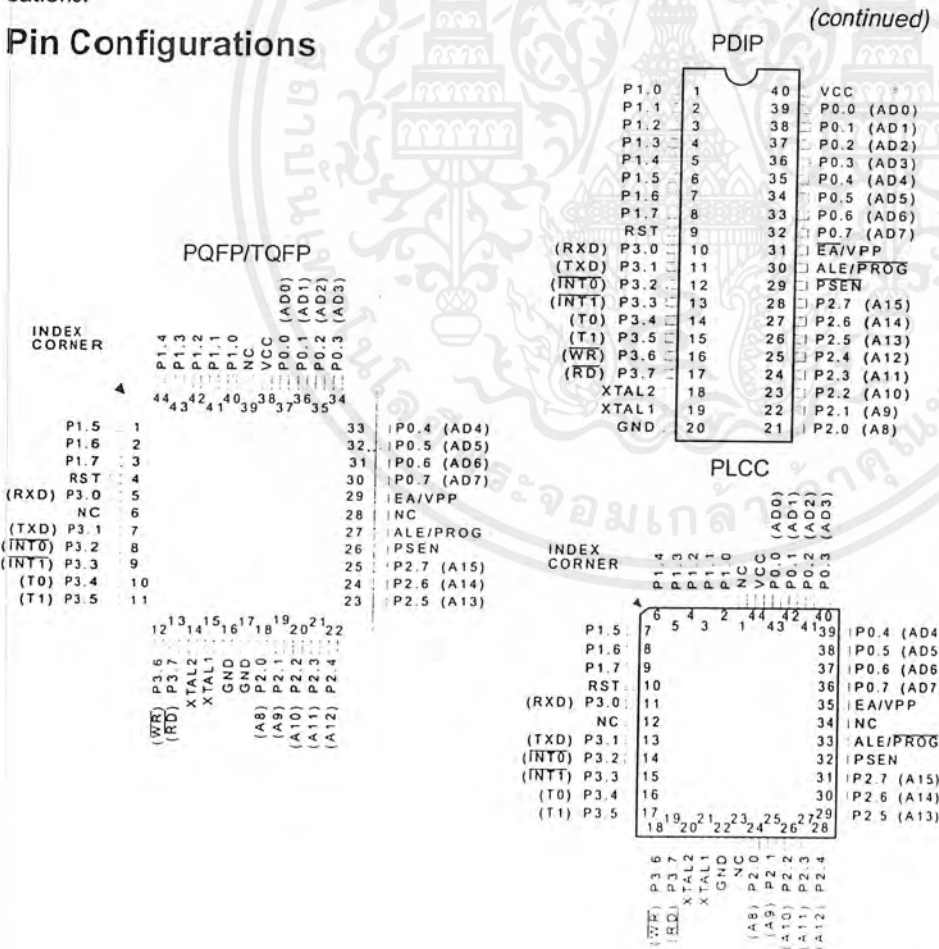 (continued)
Pin Configurations
PDIP
P1.0 1 40 VCC
P1.1 2 39 P0.0 (AD0)
P1.2 3 38 P0.1 (AD1)
P1.3 4 37 P0.2 (AD2)
P1.4 5 36 P0.3 (AD3)
P1.5 6 35 P0.4 (AD4)
P1.6 7 34 P0.5 (AD5)
P1.7 8 33 P0.6 (AD6)
RST 9 32 P0.7 (AD7)
(RXD) P3.0 10 31 EA/VPP
(TXD) P3.1 11 30 ALE/PROG
(INT0) P3.2 12 29 PSEN
(INT1) P3.3 13 28 P2.7 (A15)
(T0) P3.4 14 27 P2.6 (A14)
(T1) P3.5 15 26 P2.5 (A13)
(WR) P3.6 16 25 P2.4 (A12)
(RD) P3.7 17 24 P2.3 (A11)
XTAL2 18 23 P2.2 (A10)
XTAL1 19 22 P2.1 (A9)
GND 20 21 P2.0 (A8)
PQFP/TQFP
INDEX
CORNER
P1.4
P1.3
P1.2
P1.1
P1.0
NC
VCC
P0.0 (AD0)
P0.1 (AD1)
P0.2 (AD2)
P0.3 (AD3)
44 43 42 41 40 39 38 37 36 35 34
P1.5 1 33 P0.4 (AD4)
P1.6 2 32 P0.5 (AD5)
P1.7 3 31 P0.6 (AD6)
RST 4 30 P0.7 (AD7)
(RXD) P3.0 5 29 EA/VPP
NC 6 28 NC
(TXD) P3.1 7 27 ALE/PROG
(INT0) P3.2 8 26 PSEN
(INT1) P3.3 9 25 P2.7 (A15)
(T0) P3.4 10 24 P2.6 (A14)
(T1) P3.5 11 23 P2.5 (A13)
12 13 14 15 16 17 18 19 20 21 22
(WR) P3.6
(RD) P3.7
XTAL2
XTAL1
GND
GND
(A8) P2.0
(A9) P2.1
(A10) P2.2
(A11) P2.3
(A12) P2.4
PLCC
INDEX
CORNER
P1.4
P1.3
P1.2
P1.1
P1.0
NC
VCC
P0.0 (AD0)
P0.1 (AD1)
P0.2 (AD2)
P0.3 (AD3)
6 5 4 3 2 1 44 43 42 41 40
P1.5 7 39 P0.4 (AD4
P1.6 8 38 P0.5 (AD5
P1.7 9 37 P0.6 (AD6
RST 10 36 P0.7 (AD7
(RXD) P3.0 11 35 EA/VPP
NC 12 34 NC
(TXD) P3.1 13 33 ALE/PROG
(INT0) P3.2 14 32 PSEN
(INT1) P3.3 15 31 P2.7 (A15)
(T0) P3.4 16 30 P2.6 (A14)
(T1) P3.5 17 29 P2.5 (A13)
18 19 20 21 22 23 24 25 26 27 28
(WR) P3.6
(RD) P3.7
XTAL2
XTAL1
GND
NC
(A8) P2.0
(A9) P2.1
(A10) P2.2
(A11) P2.3
(A12) P2.4